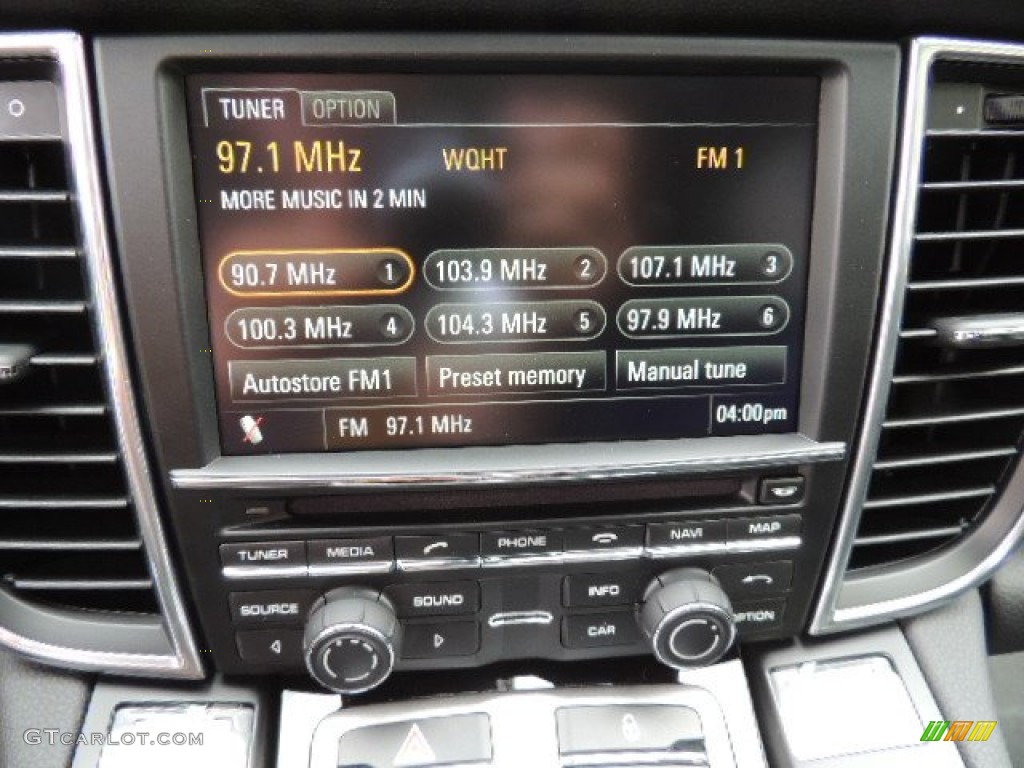 TUNER OPTION
97.1 MHz WQHT FM 1
MORE MUSIC IN 2 MIN
90.7 MHz 1 103.9 MHz 2 107.1 MHz 3
100.3 MHz 4 104.3 MHz 5 97.9 MHz 6
Autostore FM1 Preset memory Manual tune
FM 97.1 MHz 04:00pm
TUNER MEDIA PHONE NAVI MAP
SOURCE SOUND INFO
CAR OPTION
GTCARLOT.COM